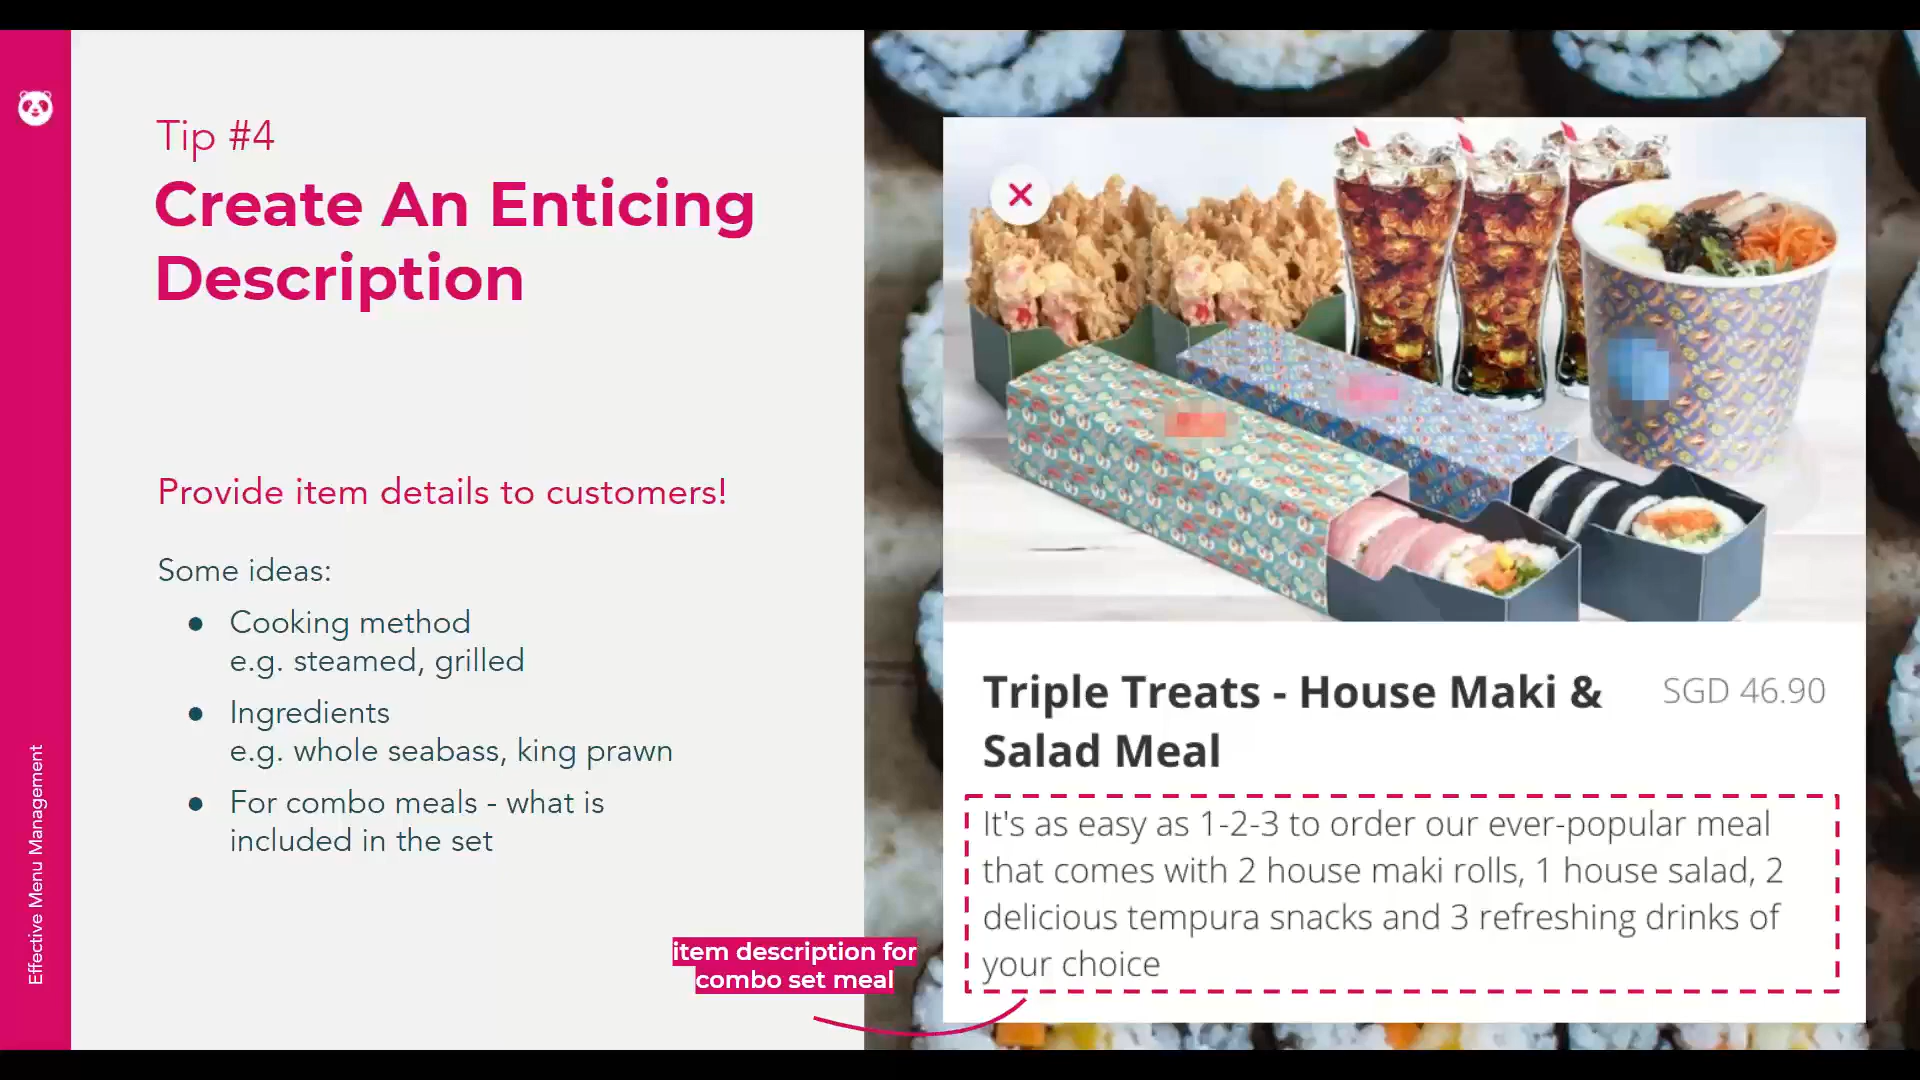 Tip #4
Create An Enticing
Description
Provide item details to customers!
Some ideas:
● Cooking method
e.g. steamed, grilled
● Ingredients
e.g. whole seabass, king prawn
● For combo meals - what is
included in the set
Effective Menu Management
item description for
combo set meal
Triple Treats - House Maki &
Salad Meal
SGD 46.90
It's as easy as 1-2-3 to order our ever-popular meal
that comes with 2 house maki rolls, 1 house salad, 2
delicious tempura snacks and 3 refreshing drinks of
your choice